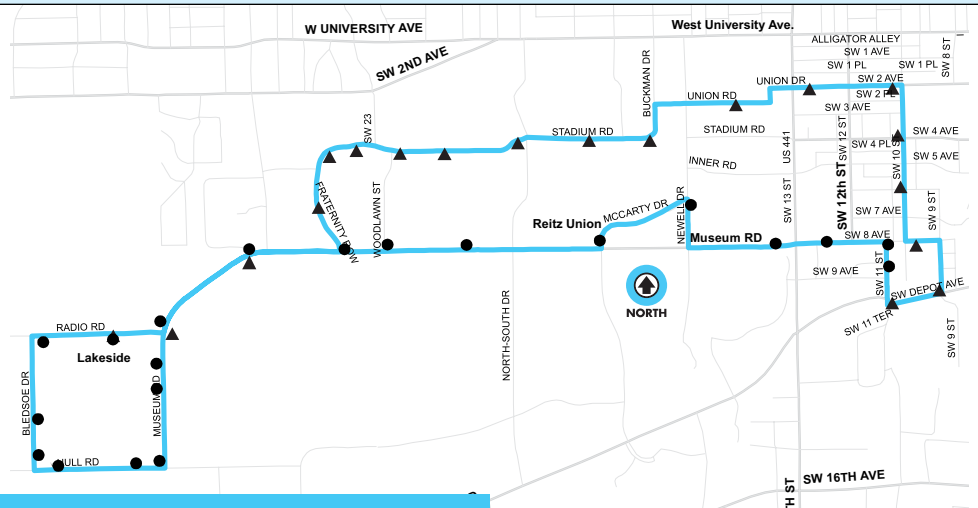 W UNIVERSITY AVE
West University Ave.
SW 2ND AVE
ALLIGATOR ALLEY
SW 1 AVE
SW 1 PL
SW 1 PL
SW 8 ST
BUCKMAN DR
UNION DR
SW 2 AVE
UNION RD
SW 2 PL
SW 3 AVE
SW 23
STADIUM RD
STADIUM RD
US 441
SW 12 ST
SW 4 AVE
SW 4 PL
SW 10 ST
SW 5 AVE
INNER RD
FRATERNITY ROW
WOODLAWN ST
MCCARTY DR
NEWELL DR
SW 13 ST
SW 12th ST
SW 7 AVE
SW 9 ST
Reitz Union
Museum RD
SW 8 AVE
SW 11 ST
SW 9 AVE
SW DEPOT AVE
NORTH
SW 11 TER
SW 9 ST
NORTH-SOUTH DR
RADIO RD
Lakeside
BLEDSOE DR
MUSEUM RD
HULL RD
SW 16TH AVE
TH ST